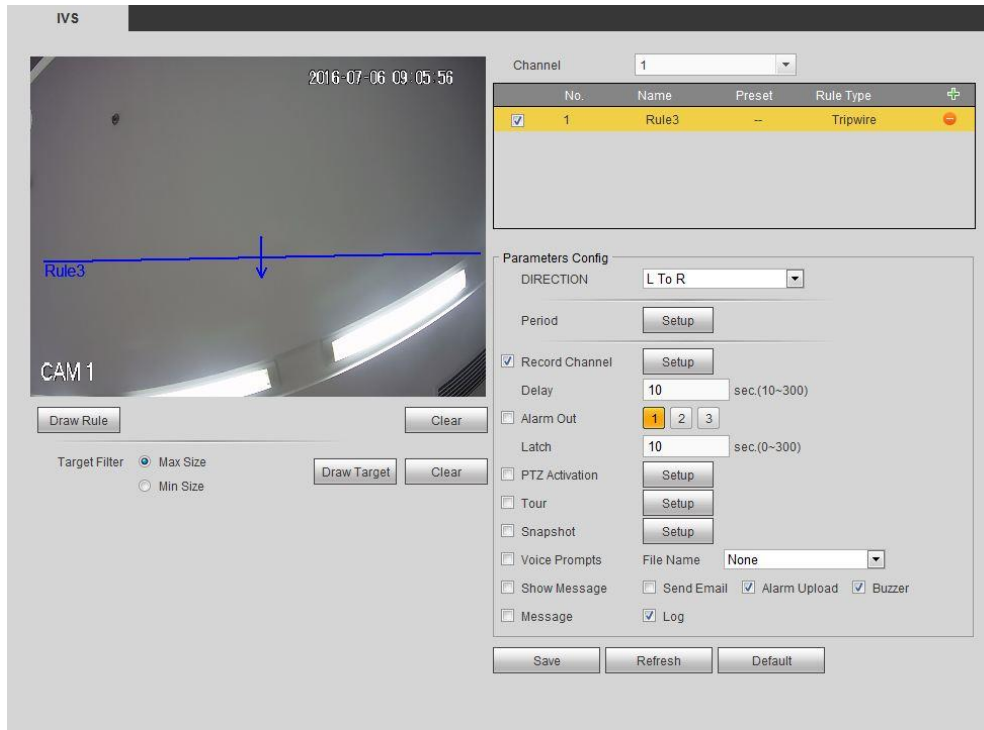 IVS
2016-07-06 09:05:56
Rule3
CAM 1
Draw Rule Clear
Target Filter Max Size Draw Target Clear
Min Size
Channel 1
No. Name Preset Rule Type
1 Rule3 -- Tripwire
Parameters Config
DIRECTION L To R
Period Setup
Record Channel Setup
Delay 10 sec.(10~300)
Alarm Out 1 2 3
Latch 10 sec.(0~300)
PTZ Activation Setup
Tour Setup
Snapshot Setup
Voice Prompts File Name None
Show Message Send Email Alarm Upload Buzzer
Message Log
Save Refresh Default